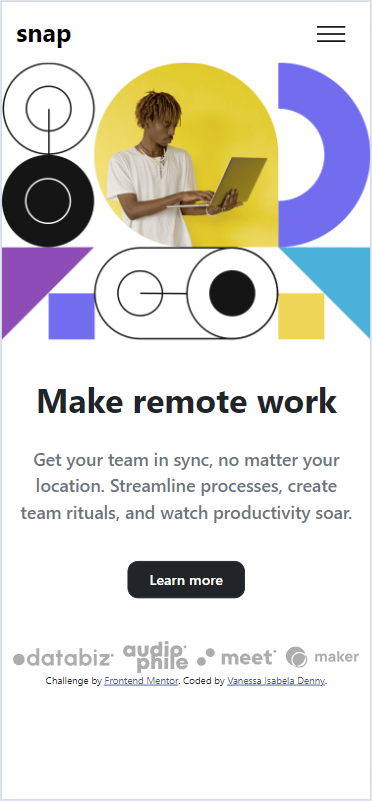 snap
Make remote work
Get your team in sync, no matter your
location. Streamline processes, create
team rituals, and watch productivity soar.
Learn more
databiz audiophile meet maker
Challenge by Frontend Mentor. Coded by Vanessa Isabela Denny.